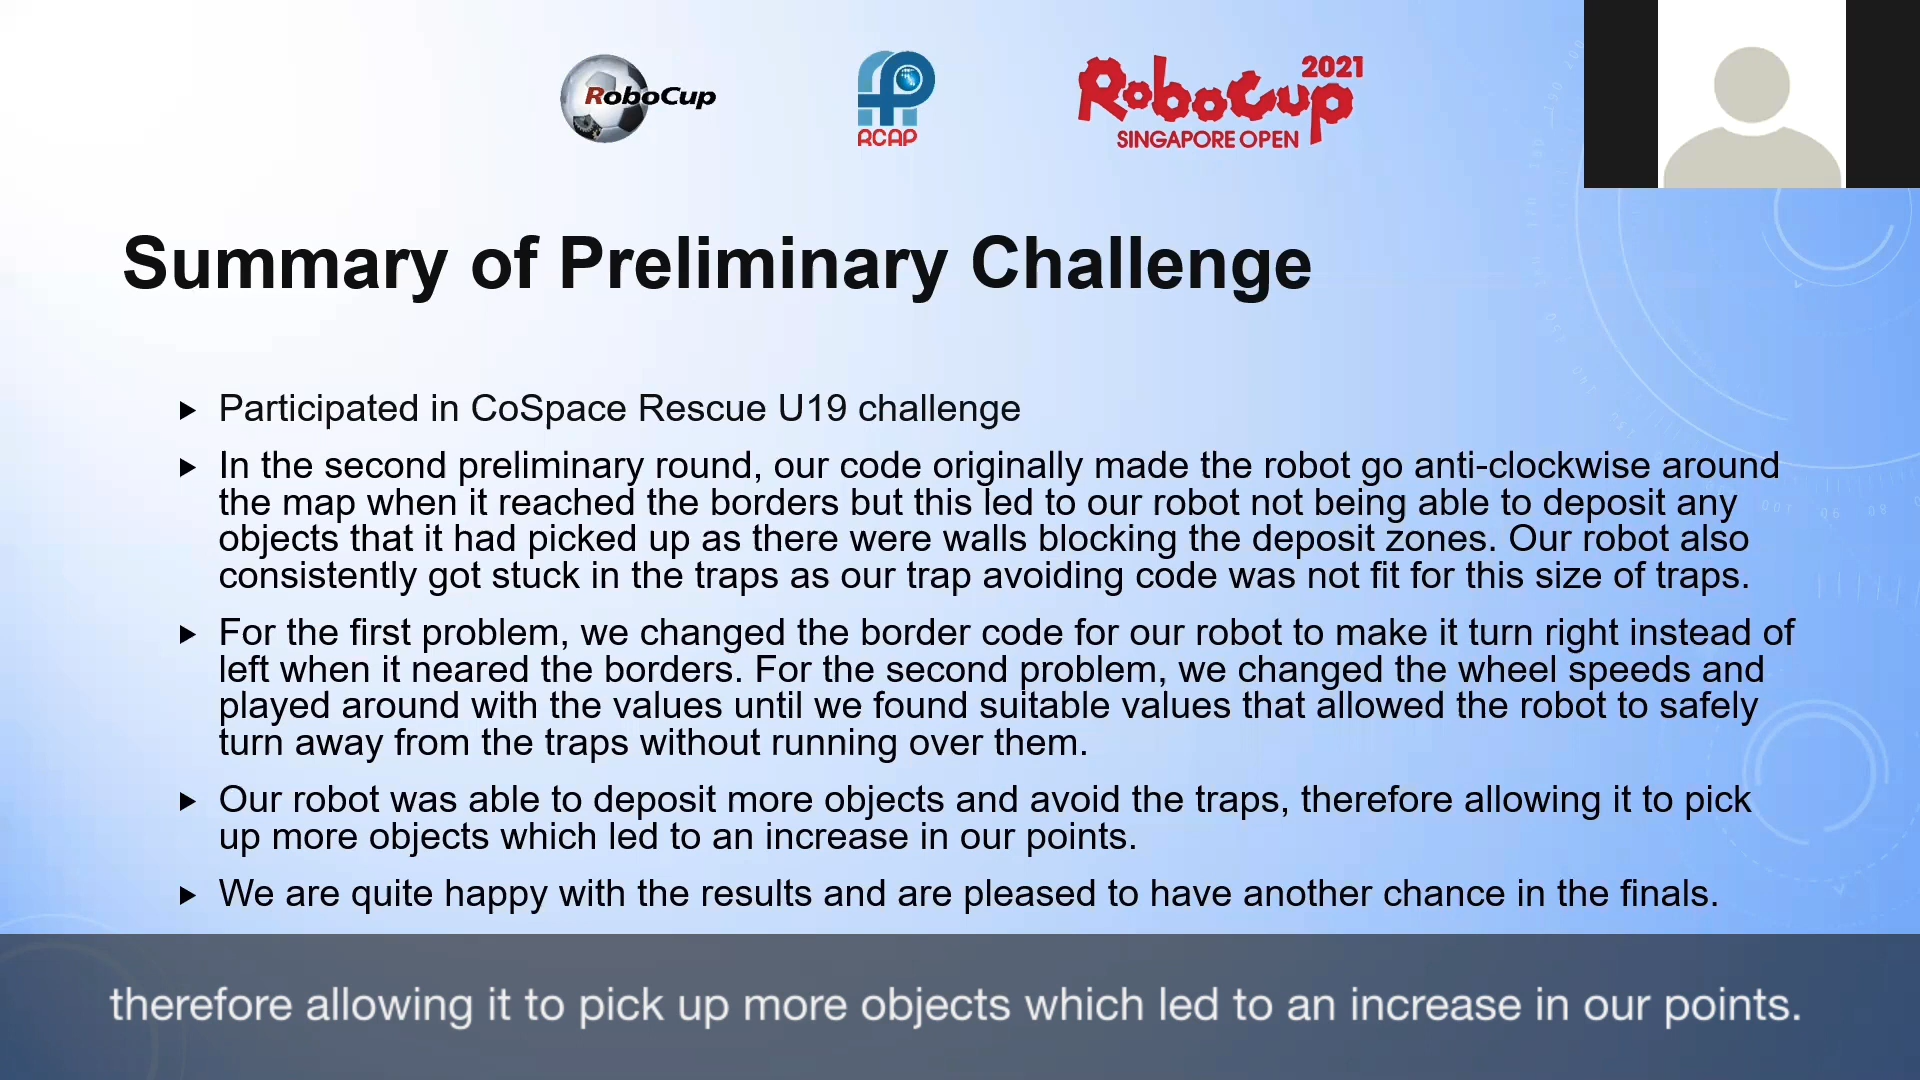 RoboCup
RCAP
2021
RoboCup
SINGAPORE OPEN
Summary of Preliminary Challenge
Participated in CoSpace Rescue U19 challenge
In the second preliminary round, our code originally made the robot go anti-clockwise around
the map when it reached the borders but this led to our robot not being able to deposit any
objects that it had picked up as there were walls blocking the deposit zones. Our robot also
consistently got stuck in the traps as our trap avoiding code was not fit for this size of traps.
For the first problem, we changed the border code for our robot to make it turn right instead of
left when it neared the borders. For the second problem, we changed the wheel speeds and
played around with the values until we found suitable values that allowed the robot to safely
turn away from the traps without running over them.
Our robot was able to deposit more objects and avoid the traps, therefore allowing it to pick
up more objects which led to an increase in our points.
We are quite happy with the results and are pleased to have another chance in the finals.
therefore allowing it to pick up more objects which led to an increase in our points.